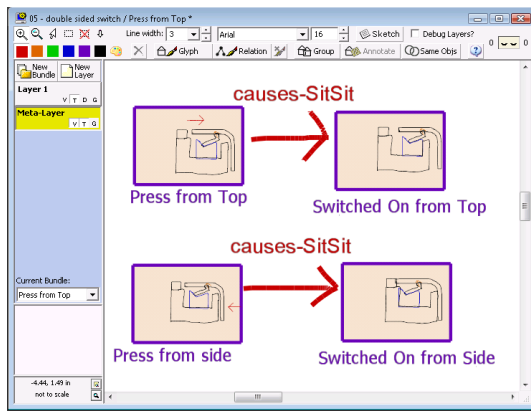 05 - double sided switch / Press from Top *
Line width: 3 Arial 16 Sketch Debug Layers? 0 0
Glyph Relation Group Annotate Same Objs
New Bundle New Layer
Layer 1
V T D G
Meta-Layer
V T G
causes-SitSit
Press from Top
Switched On from Top
causes-SitSit
Press from side
Switched On from Side
Current Bundle:
Press from Top
-4.44, 1.49 in
not to scale